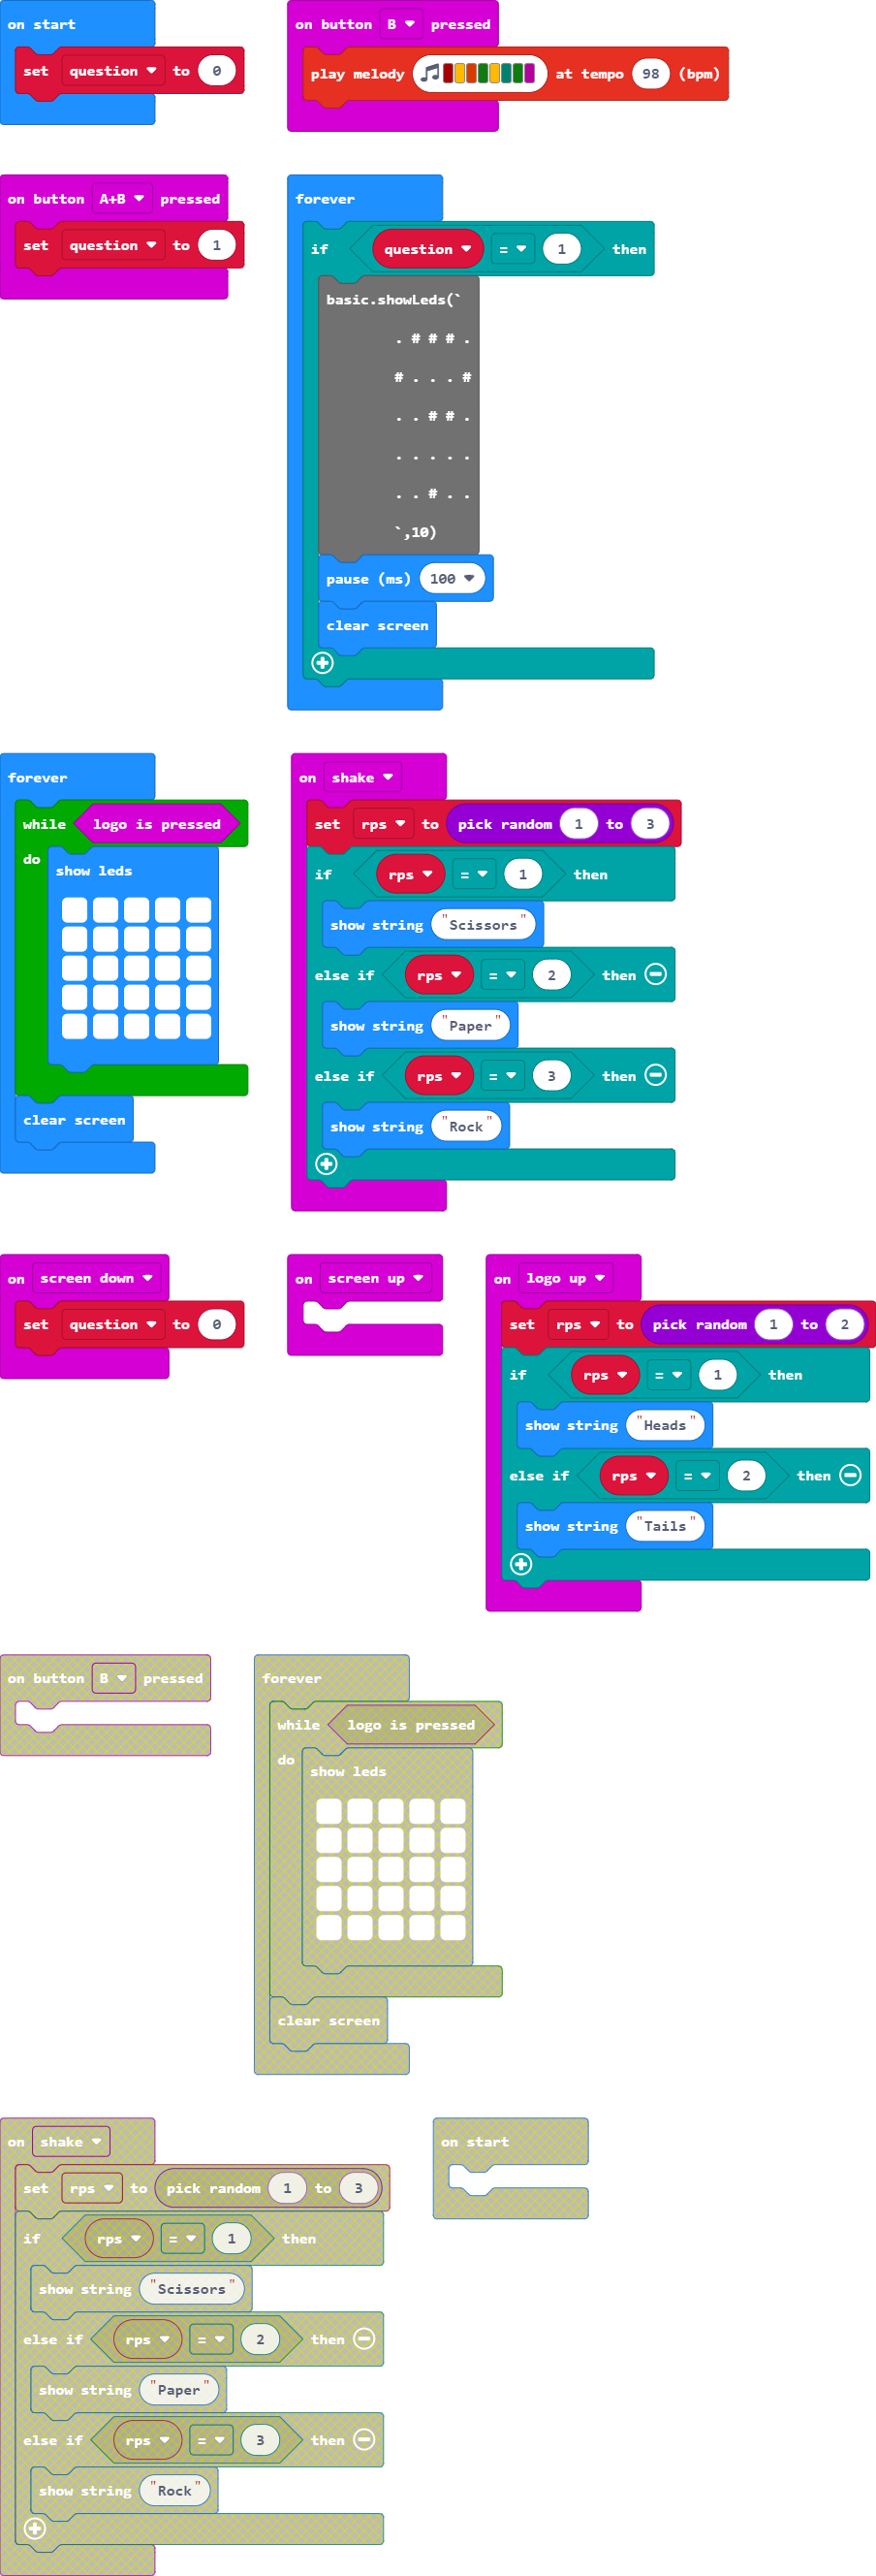 on start
set question to 0
on button B pressed
play melody at tempo 98 (bpm)
on button A+B pressed
set question to 1
forever
if question = 1 then
basic.showLeds(`
. # # # .
# . . . #
. . # # .
. . . . .
. . # . .
`,10)
pause (ms) 100
clear screen
forever
while logo is pressed
do
show leds
clear screen
on shake
set rps to pick random 1 to 3
if rps = 1 then
show string "Scissors"
else if rps = 2 then
show string "Paper"
else if rps = 3 then
show string "Rock"
on screen down
set question to 0
on screen up
on logo up
set rps to pick random 1 to 2
if rps = 1 then
show string "Heads"
else if rps = 2 then
show string "Tails"
on button B pressed
forever
while logo is pressed
do
show leds
clear screen
on shake
set rps to pick random 1 to 3
if rps = 1 then
show string "Scissors"
else if rps = 2 then
show string "Paper"
else if rps = 3 then
show string "Rock"
on start